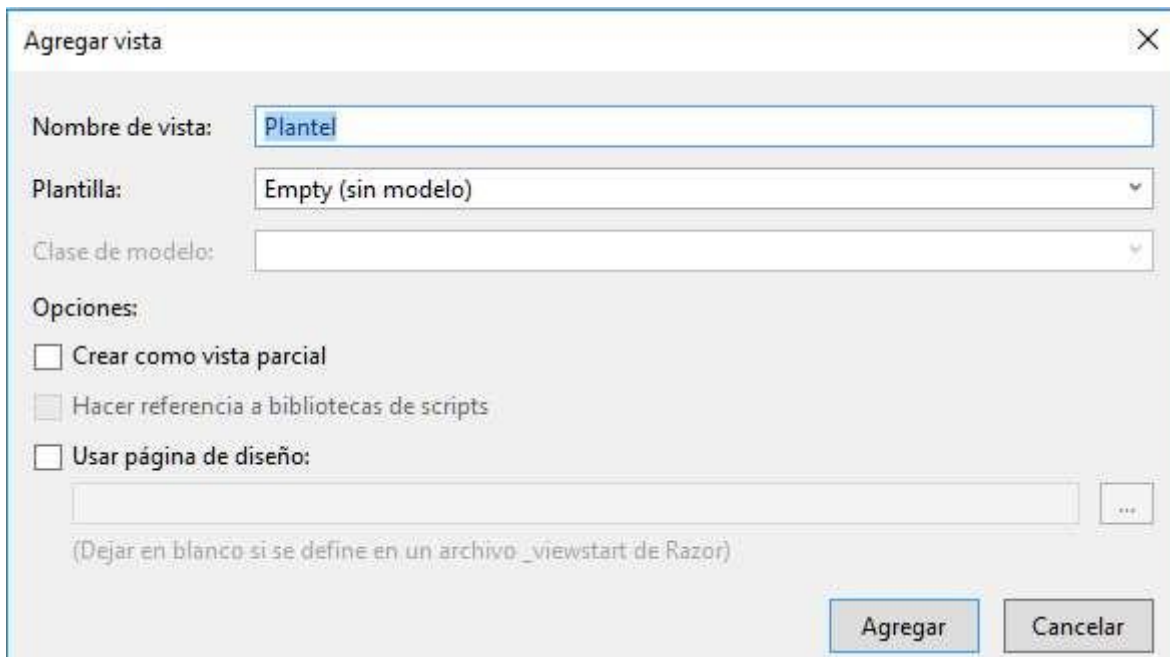 Agregar vista
Nombre de vista: Plantel
Plantilla: Empty (sin modelo)
Clase de modelo:
Opciones:
Crear como vista parcial
Hacer referencia a bibliotecas de scripts
Usar página de diseño:
...
(Dejar en blanco si se define en un archivo _viewstart de Razor)
Agregar Cancelar